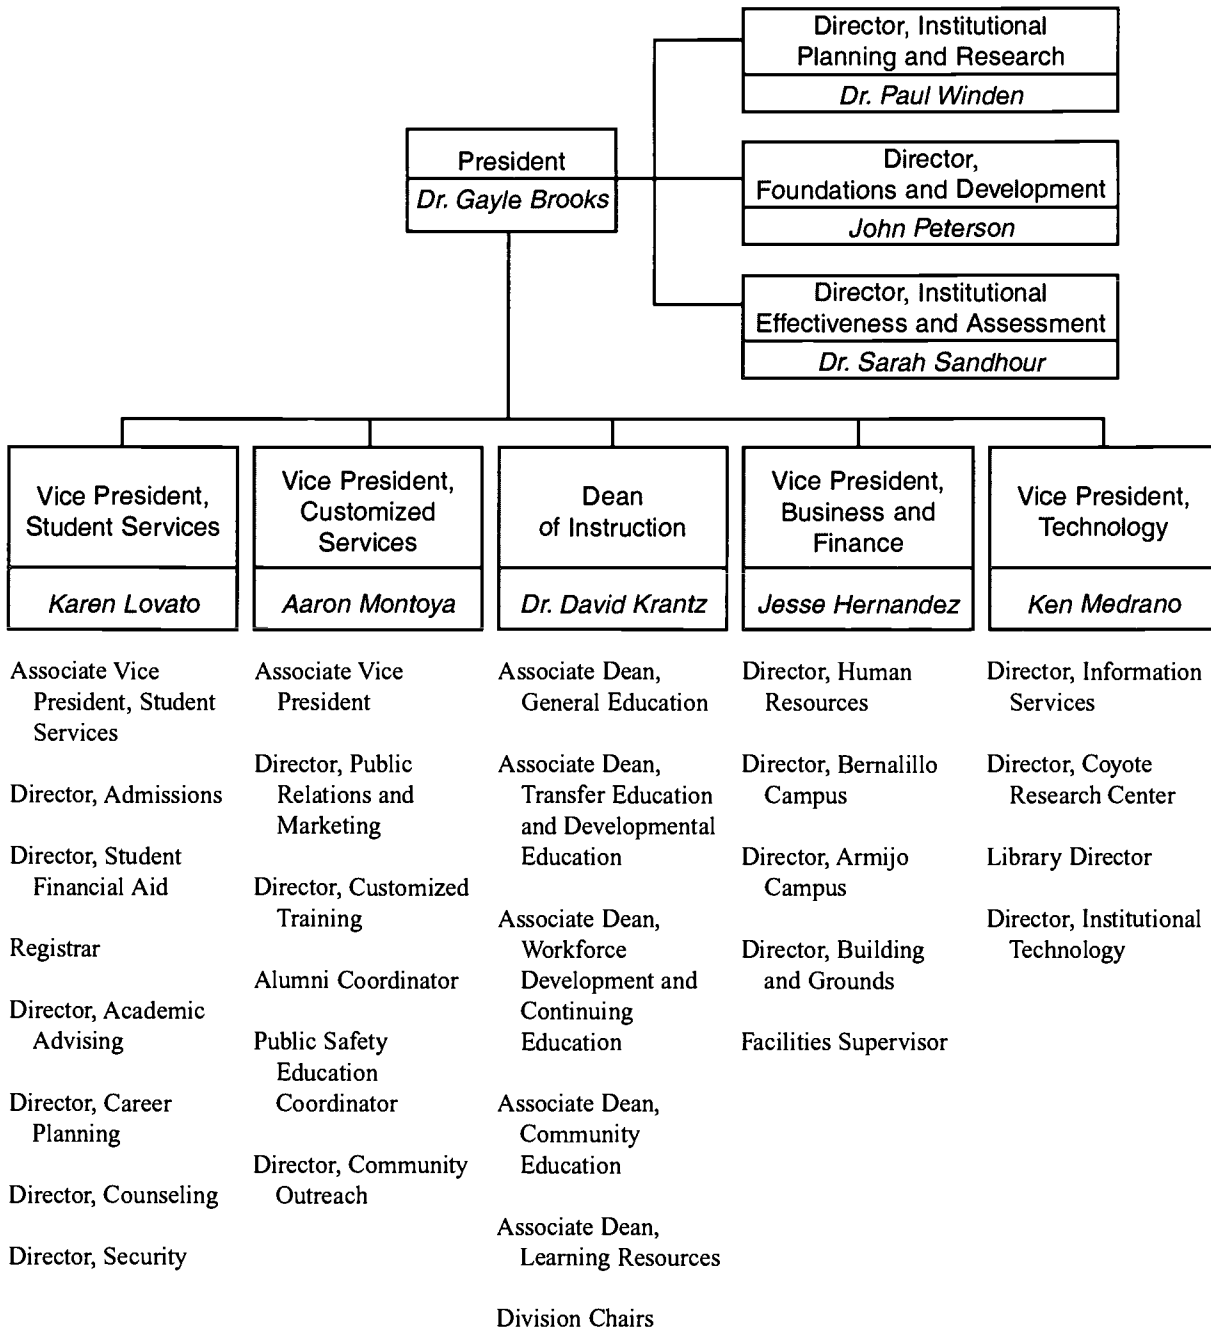 Director, Institutional
Planning and Research
Dr. Paul Winden
President
Dr. Gayle Brooks
Director,
Foundations and Development
John Peterson
Director, Institutional
Effectiveness and Assessment
Dr. Sarah Sandhour
Vice President,
Student Services
Karen Lovato
Vice President,
Customized
Services
Aaron Montoya
Dean
of Instruction
Dr. David Krantz
Vice President,
Business and
Finance
Jesse Hernandez
Vice President,
Technology
Ken Medrano
Associate Vice
President, Student
Services
Director, Admissions
Director, Student
Financial Aid
Registrar
Director, Academic
Advising
Director, Career
Planning
Director, Counseling
Director, Security
Associate Vice
President
Director, Public
Relations and
Marketing
Director, Customized
Training
Alumni Coordinator
Public Safety
Education
Coordinator
Director, Community
Outreach
Associate Dean,
General Education
Associate Dean,
Transfer Education
and Developmental
Education
Associate Dean,
Workforce
Development and
Continuing
Education
Associate Dean,
Community
Education
Associate Dean,
Learning Resources
Division Chairs
Director, Human
Resources
Director, Bernalillo
Campus
Director, Armijo
Campus
Director, Building
and Grounds
Facilities Supervisor
Director, Information
Services
Director, Coyote
Research Center
Library Director
Director, Institutional
Technology